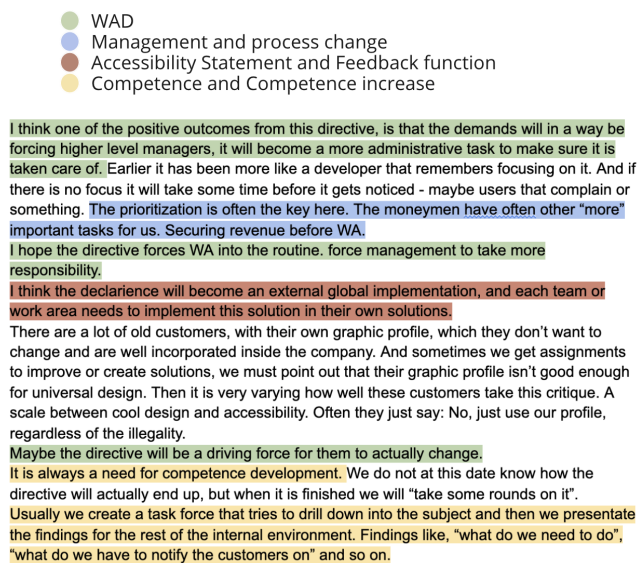 WAD
Management and process change
Accessibility Statement and Feedback function
Competence and Competence increase
I think one of the positive outcomes from this directive, is that the demands will in a way be
forcing higher level managers, it will become a more administrative task to make sure it is
taken care of. Earlier it has been more like a developer that remembers focusing on it. And if
there is no focus it will take some time before it gets noticed - maybe users that complain or
something. The prioritization is often the key here. The moneymen have often other “more”
important tasks for us. Securing revenue before WA.
I hope the directive forces WA into the routine. force management to take more
responsibility.
I think the declarience will become an external global implementation, and each team or
work area needs to implement this solution in their own solutions.
There are a lot of old customers, with their own graphic profile, which they don’t want to
change and are well incorporated inside the company. And sometimes we get assignments
to improve or create solutions, we must point out that their graphic profile isn’t good enough
for universal design. Then it is very varying how well these customers take this critique. A
scale between cool design and accessibility. Often they just say: No, just use our profile,
regardless of the illegality.
Maybe the directive will be a driving force for them to actually change.
It is always a need for competence development. We do not at this date know how the
directive will actually end up, but when it is finished we will “take some rounds on it”.
Usually we create a task force that tries to drill down into the subject and then we presentate
the findings for the rest of the internal environment. Findings like, “what do we need to do”,
“what do we have to notify the customers on” and so on.